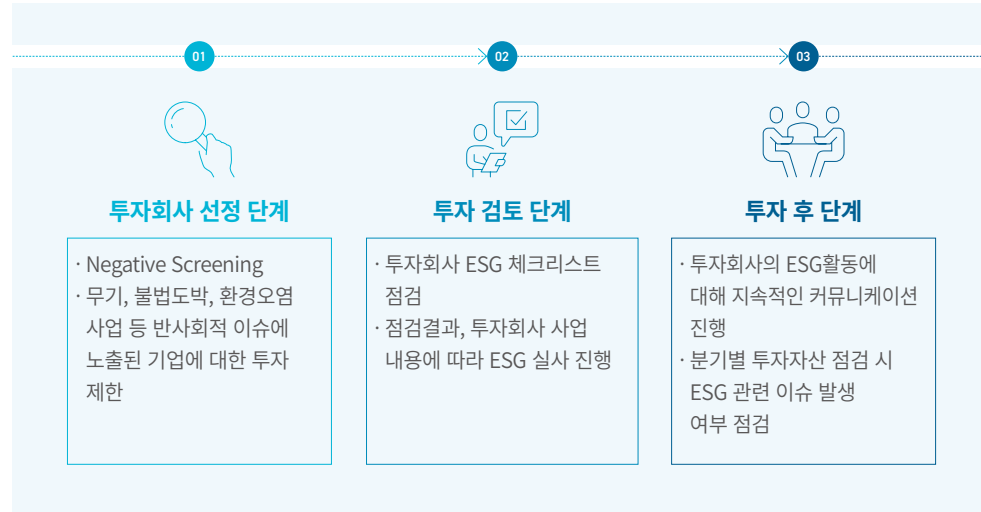 01
02
03
투자회사 선정 단계
· Negative Screening
· 무기, 불법도박, 환경오염
사업 등 반사회적 이슈에
노출된 기업에 대한 투자
제한
투자 검토 단계
· 투자회사 ESG 체크리스트
점검
· 점검결과, 투자회사 사업
내용에 따라 ESG 실사 진행
투자 후 단계
· 투자회사의 ESG활동에
대해 지속적인 커뮤니케이션
진행
· 분기별 투자자산 점검 시
ESG 관련 이슈 발생
여부 점검